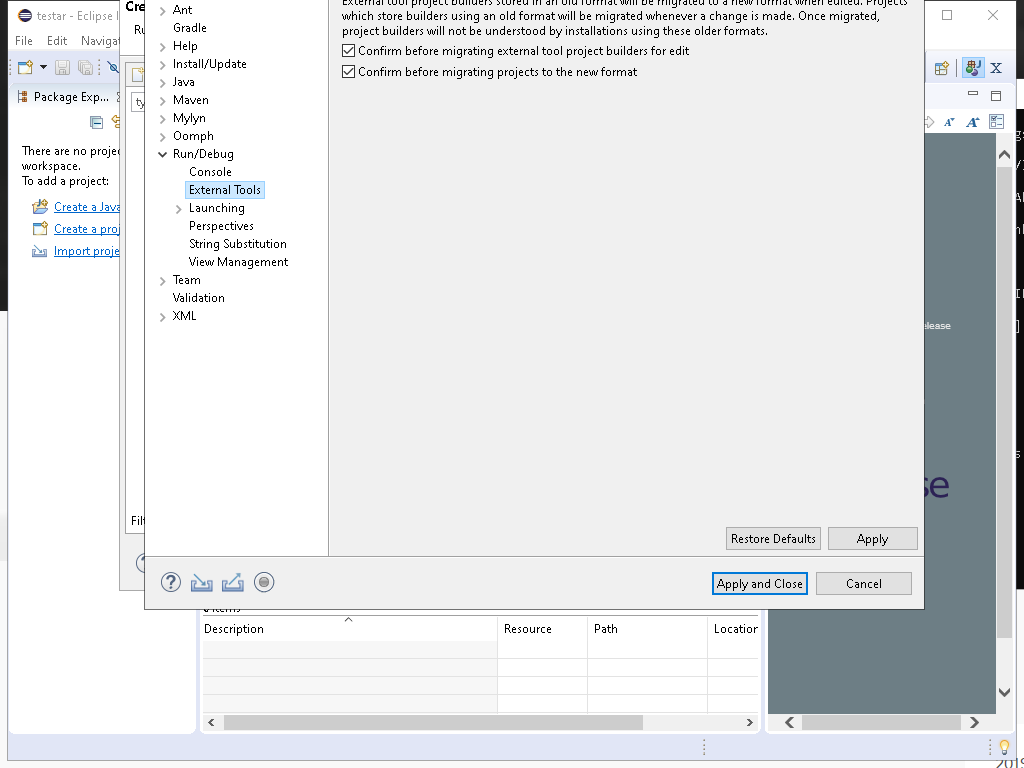 testar - Eclipse I
File Edit Navigat
Package Exp...
There are no projec
workspace.
To add a project:
Create a Java
Create a proj
Import proje
Cre
Ru
ty
Filt
Ant
Gradle
Help
Install/Update
Java
Maven
Mylyn
Oomph
Run/Debug
Console
External Tools
Launching
Perspectives
String Substitution
View Management
Team
Validation
XML
External tool project builders stored in an old format will be migrated to a new format when edited. Projects
which store builders using an old format will be migrated whenever a change is made. Once migrated,
project builders will not be understood by installations using these older formats.
Confirm before migrating external tool project builders for edit
Confirm before migrating projects to the new format
Restore Defaults Apply
Apply and Close Cancel
elease
se
items
Description Resource Path Location
2019